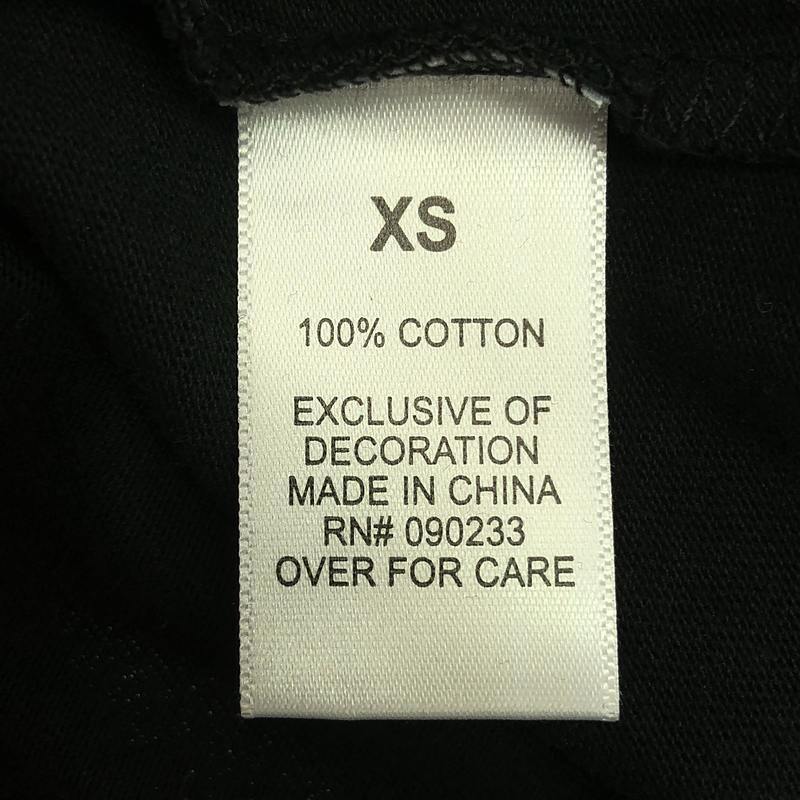 XS
100% COTTON
EXCLUSIVE OF
DECORATION
MADE IN CHINA
RN# 090233
OVER FOR CARE